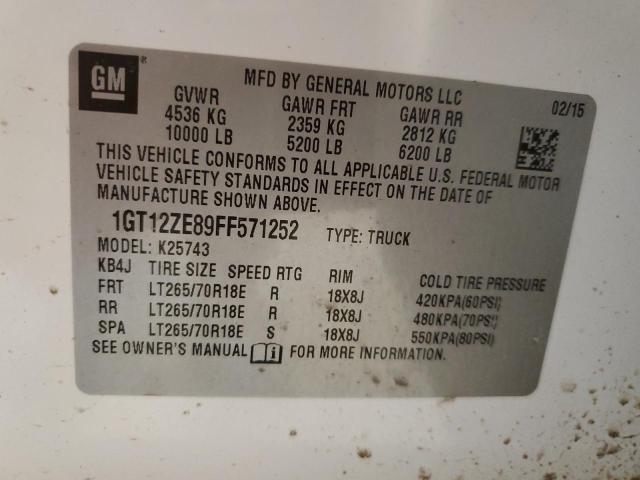 GM
MFD BY GENERAL MOTORS LLC
02/15
GVWR GAWR FRT GAWR RR
4536 KG 2359 KG 2812 KG
10000 LB 5200 LB 6200 LB
THIS VEHICLE CONFORMS TO ALL APPLICABLE U.S. FEDERAL MOTOR
VEHICLE SAFETY STANDARDS IN EFFECT ON THE DATE OF
MANUFACTURE SHOWN ABOVE.
1GT12ZE89FF571252 TYPE: TRUCK
MODEL: K25743
KB4J TIRE SIZE SPEED RTG RIM COLD TIRE PRESSURE
FRT LT265/70R18E R 18X8J 420KPA(60PSI)
RR LT265/70R18E R 18X8J 480KPA(70PSI)
SPA LT265/70R18E S 18X8J 550KPA(80PSI)
SEE OWNER'S MANUAL FOR MORE INFORMATION.